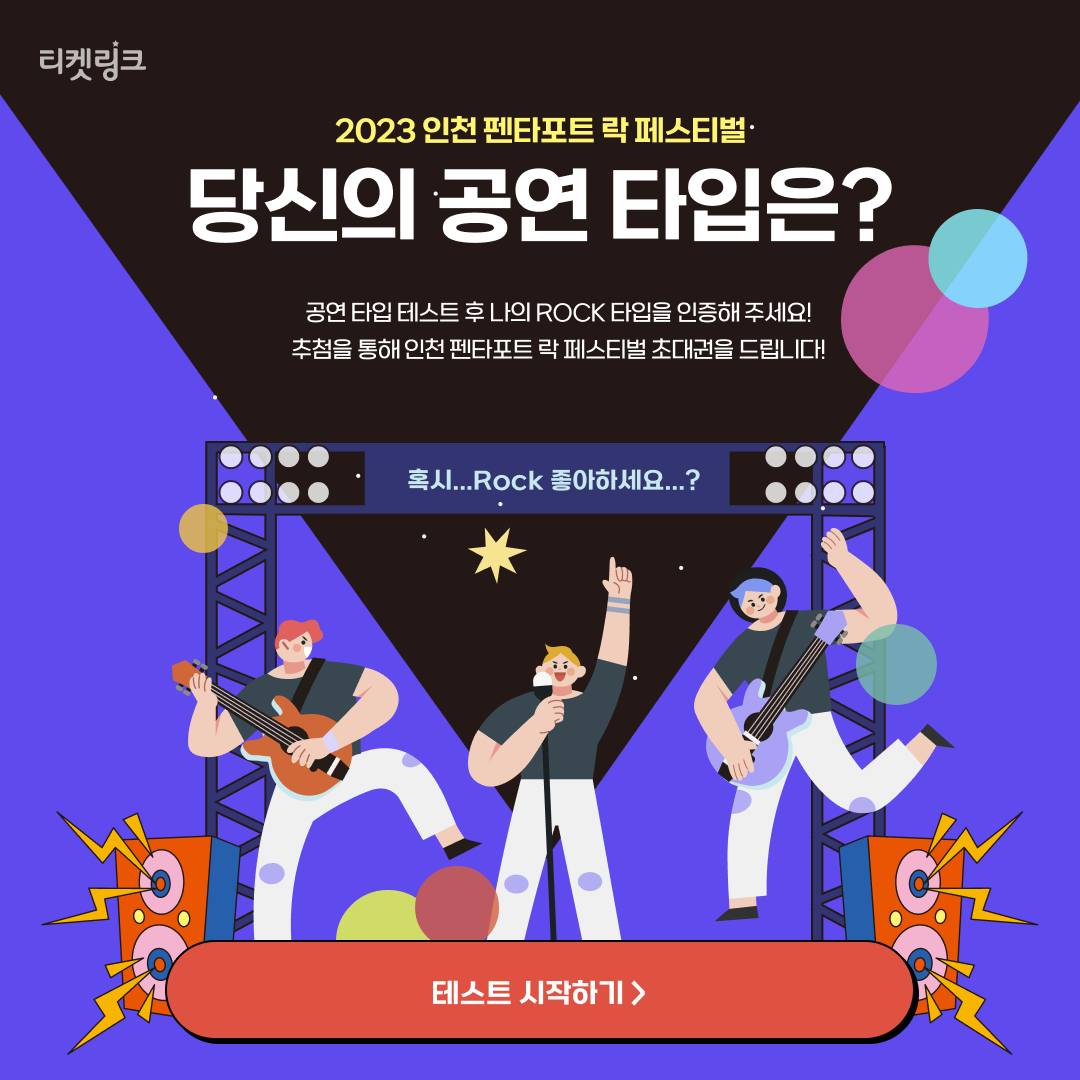 티켓링크
2023 인천 펜타포트 락 페스티벌
당신의 공연 타입은?
공연 타입 테스트 후 나의 ROCK 타입을 인증해 주세요!
추첨을 통해 인천 펜타포트 락 페스티벌 초대권을 드립니다!
혹시...Rock 좋아하세요...?
테스트 시작하기 >